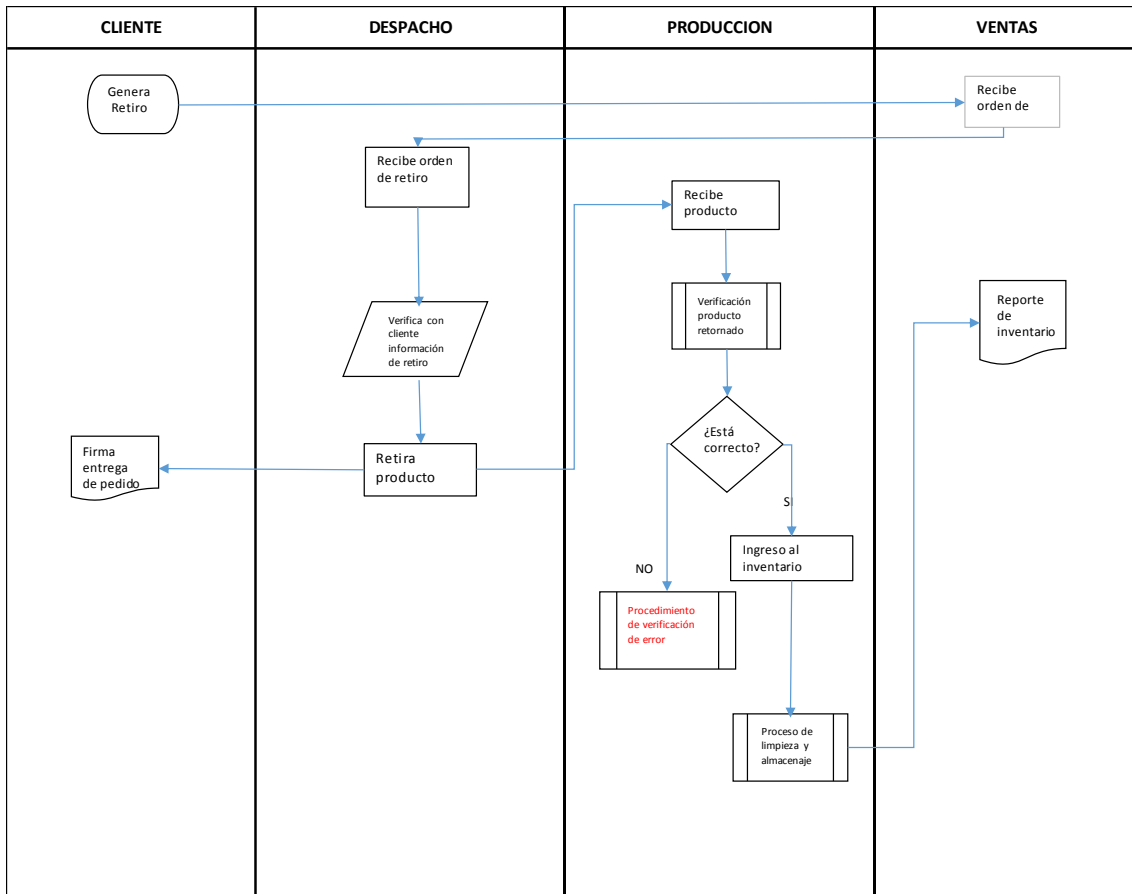 CLIENTE
DESPACHO
PRODUCCION
VENTAS
Genera
Retiro
Recibe
orden de
Recibe orden
de retiro
Recibe
producto
Verifica con
cliente
información
de retiro
Verificación
producto
retornado
Reporte
de
inventario
Firma
entrega
de pedido
Retira
producto
¿Está
correcto?
SI
NO
Ingreso al
inventario
Procedimiento
de verificación
de error
Proceso de
limpieza y
almacenaje